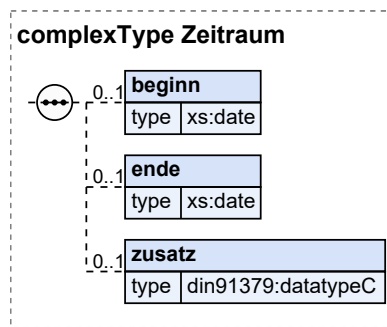 complexType Zeitraum
0..1 beginn
type xs:date
0..1 ende
type xs:date
0..1 zusatz
type din91379:datatypeC